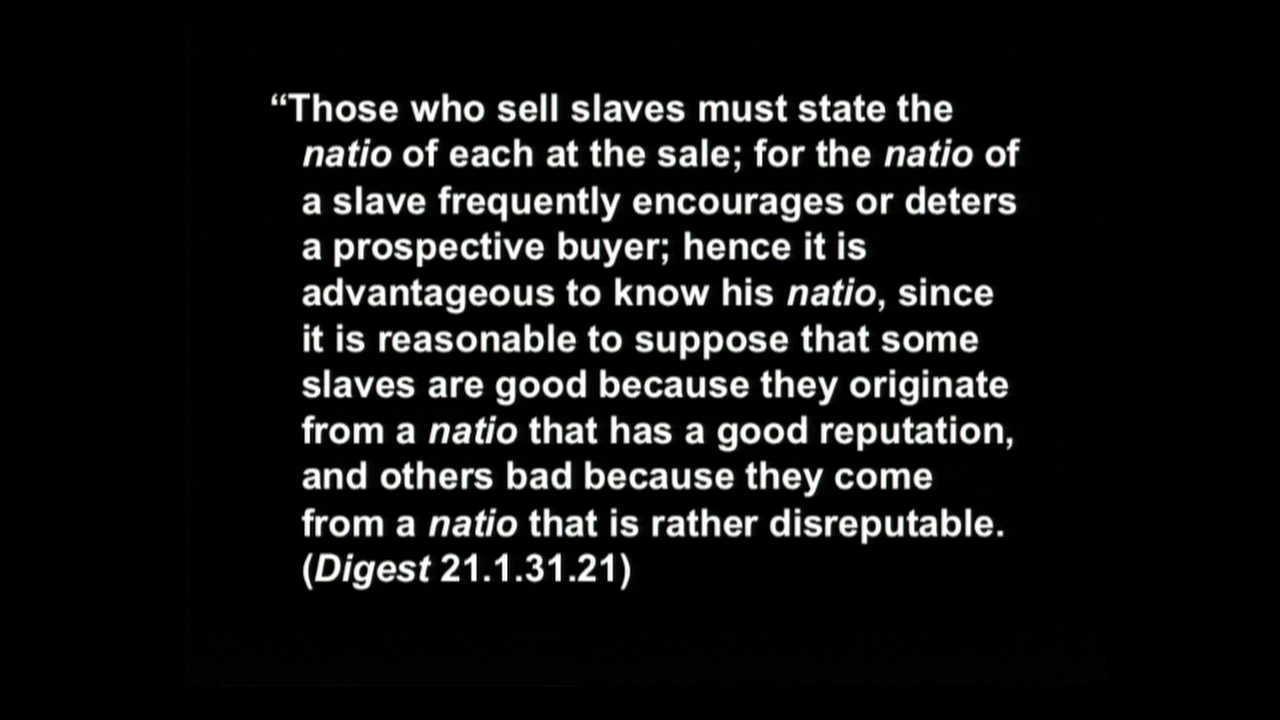 “Those who sell slaves must state the
natio of each at the sale; for the natio of
a slave frequently encourages or deters
a prospective buyer; hence it is
advantageous to know his natio, since
it is reasonable to suppose that some
slaves are good because they originate
from a natio that has a good reputation,
and others bad because they come
from a natio that is rather disreputable.
(Digest 21.1.31.21)